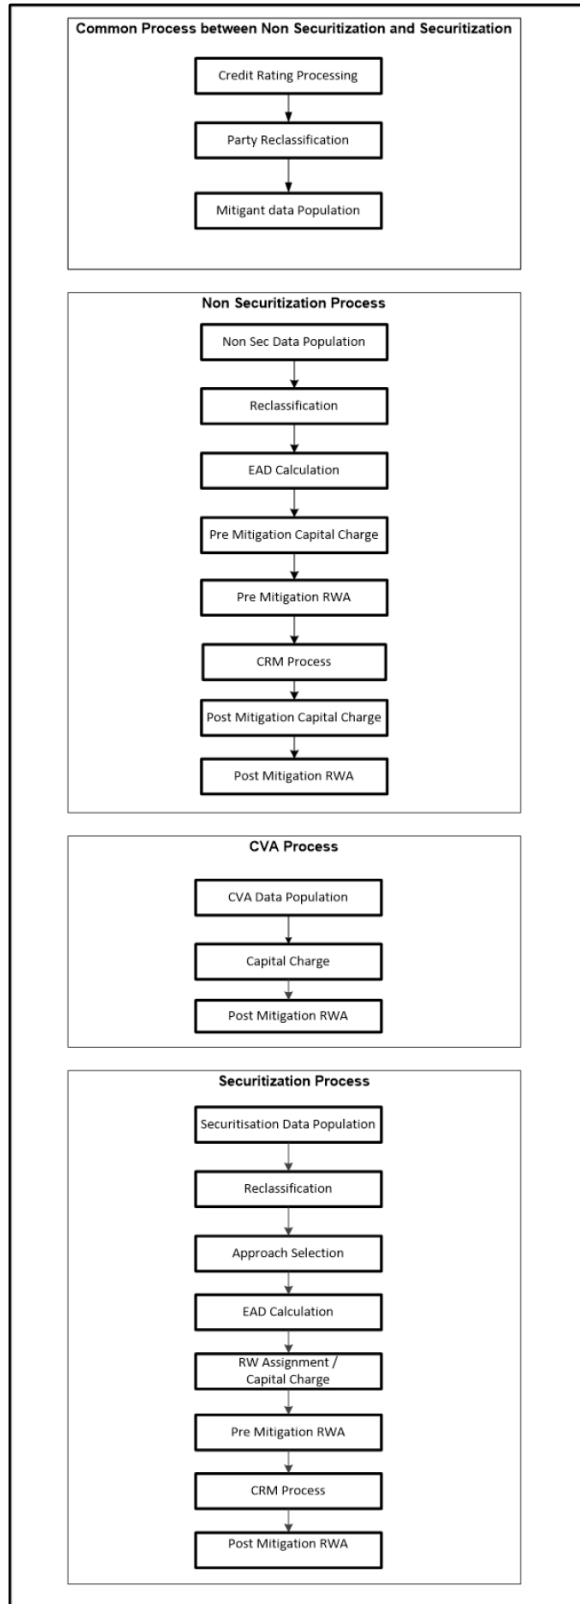 Common Process between Non Securitization and Securitization
Credit Rating Processing
Party Reclassification
Mitigant data Population
Non Securitization Process
Non Sec Data Population
Reclassification
EAD Calculation
Pre Mitigation Capital Charge
Pre Mitigation RWA
CRM Process
Post Mitigation Capital Charge
Post Mitigation RWA
CVA Process
CVA Data Population
Capital Charge
Post Mitigation RWA
Securitization Process
Securitisation Data Population
Reclassification
Approach Selection
EAD Calculation
RW Assignment /
Capital Charge
Pre Mitigation RWA
CRM Process
Post Mitigation RWA